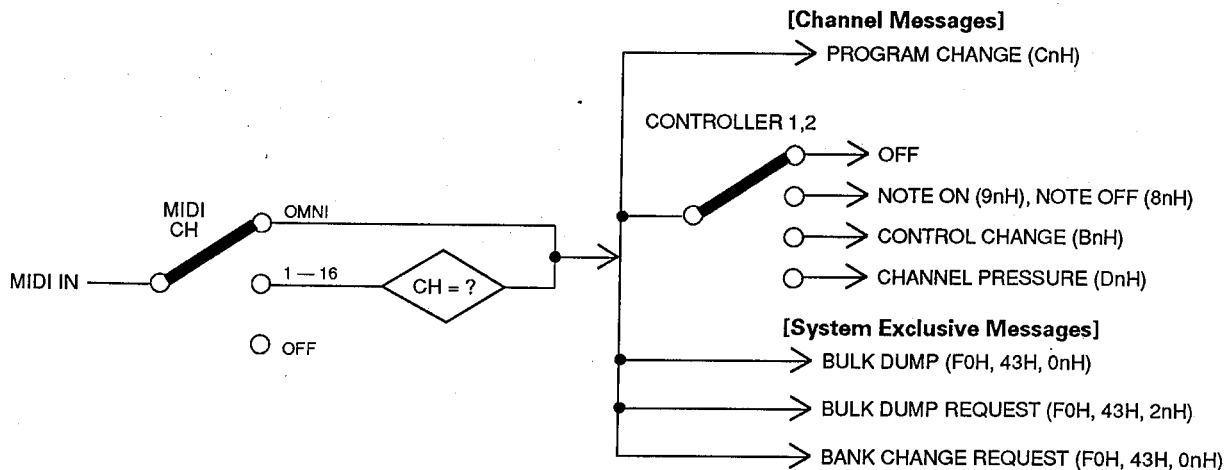 [Channel Messages]
PROGRAM CHANGE (CnH)
CONTROLLER 1,2
OFF
NOTE ON (9nH), NOTE OFF (8nH)
CONTROL CHANGE (BnH)
CHANNEL PRESSURE (DnH)
MIDI
CH
OMNI
MIDI IN
1 — 16
CH = ?
OFF
[System Exclusive Messages]
BULK DUMP (F0H, 43H, 0nH)
BULK DUMP REQUEST (F0H, 43H, 2nH)
BANK CHANGE REQUEST (F0H, 43H, 0nH)